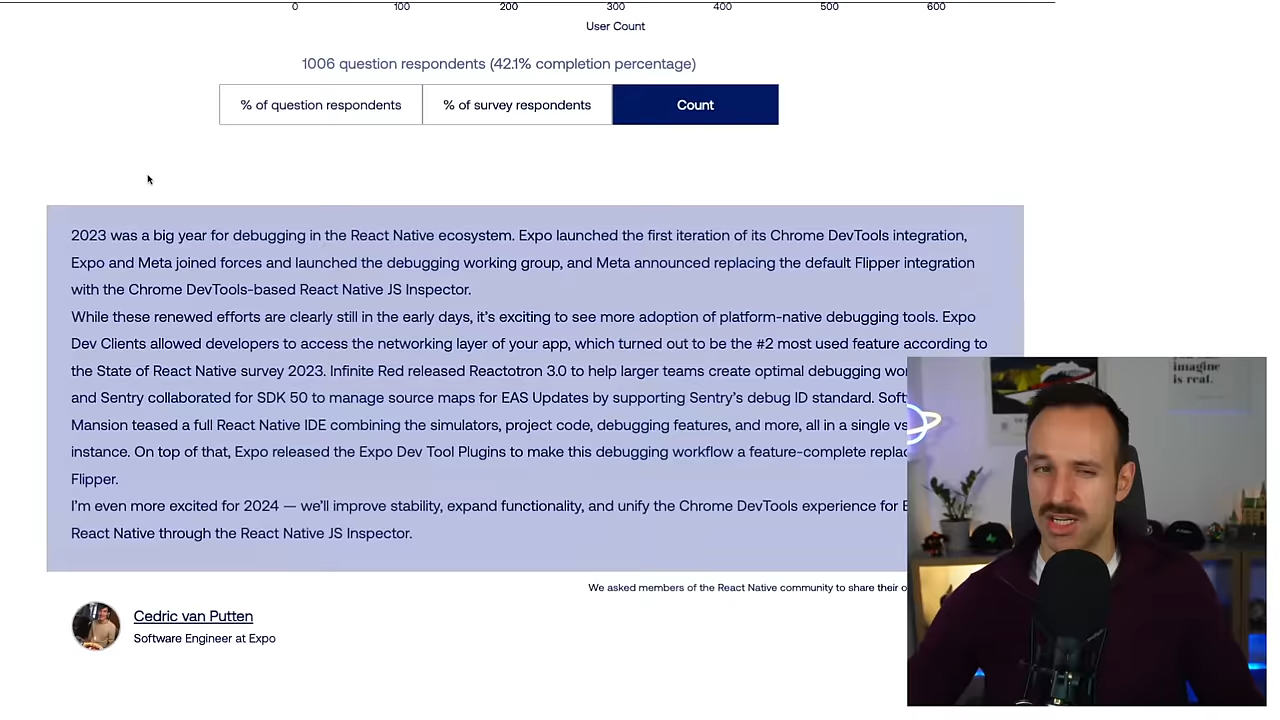 0 100 200 300 400 500 600
User Count
1006 question respondents (42.1% completion percentage)
% of question respondents % of survey respondents Count
2023 was a big year for debugging in the React Native ecosystem. Expo launched the first iteration of its Chrome DevTools integration,
Expo and Meta joined forces and launched the debugging working group, and Meta announced replacing the default Flipper integration
with the Chrome DevTools-based React Native JS Inspector.
While these renewed efforts are clearly still in the early days, it's exciting to see more adoption of platform-native debugging tools. Expo
Dev Clients allowed developers to access the networking layer of your app, which turned out to be the #2 most used feature according to
the State of React Native survey 2023. Infinite Red released Reactotron 3.0 to help larger teams create optimal debugging
and Sentry collaborated for SDK 50 to manage source maps for EAS Updates by supporting Sentry's debug ID standard.
Mansion teased a full React Native IDE combining the simulators, project code, debugging features, and more, all in a single
instance. On top of that, Expo released the Expo Dev Tool Plugins to make this debugging workflow a feature-complete
Flipper.
I'm even more excited for 2024 — we'll improve stability, expand functionality, and unify the Chrome DevTools experience for
React Native through the React Native JS Inspector.
We asked members of the React Native community to share their
Cedric van Putten
Software Engineer at Expo
imagine
is real.